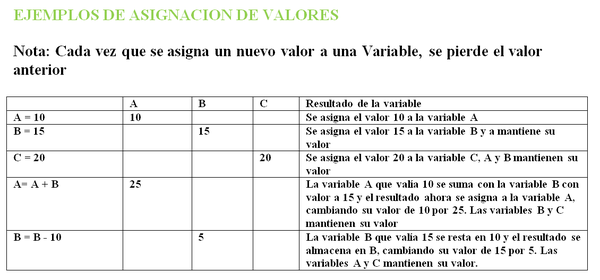 EJEMPLOS DE ASIGNACION DE VALORES
Nota: Cada vez que se asigna un nuevo valor a una Variable, se pierde el valor
anterior
A B C Resultado de la variable
A = 10 10 Se asigna el valor 10 a la variable A
B = 15 15 Se asigna el valor 15 a la variable B y a mantiene su
valor
C = 20 20 Se asigna el valor 20 a la variable C, A y B mantienen su
valor
A= A + B 25 La variable A que valía 10 se suma con la variable B con
valor a 15 y el resultado ahora se asigna a la variable A,
cambiando su valor de 10 por 25. Las variables B y C
mantienen su valor
B = B - 10 5 La variable B que valía 15 se resta en 10 y el resultado se
almacena en B, cambiando su valor de 15 por 5. Las
variables A y C mantienen su valor.